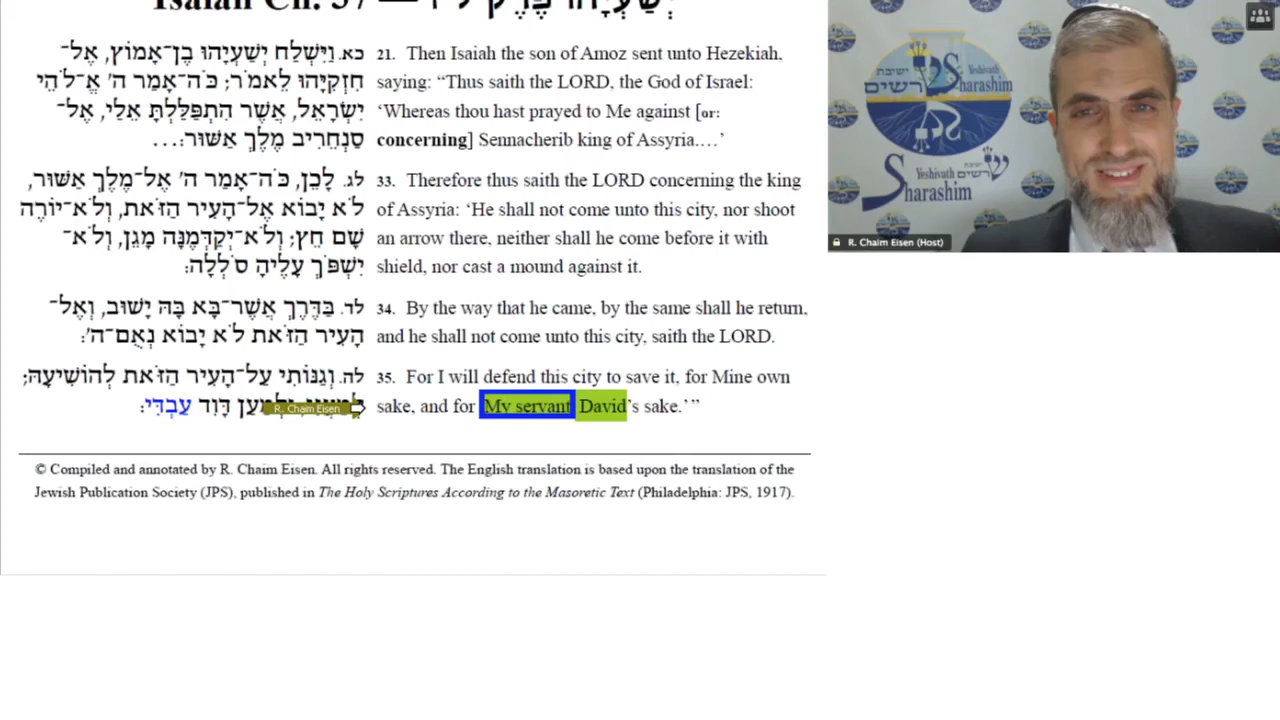 Isaiah Ch. 37 — יְשַׁעְיָהוּ פֶּרֶק ל״ז
כא. וַיִּשְׁלַח יְשַׁעְיָהוּ בֶן־אָמוֹץ, אֶל־
חִזְקִיָּהוּ לֵאמֹר; כֹּה־אָמַר ה׳ אֱ־לֹהֵי
יִשְׂרָאֵל, אֲשֶׁר הִתְפַּלַּלְתָּ אֵלַי, אֶל־
סַנְחֵרִיב מֶלֶךְ אַשּׁוּר:…
21. Then Isaiah the son of Amoz sent unto Hezekiah,
saying: “Thus saith the LORD, the God of Israel:
‘Whereas thou hast prayed to Me against [or:
concerning] Sennacherib king of Assyria.…’
לג. לָכֵן, כֹּה־אָמַר ה׳ אֶל־מֶלֶךְ אַשּׁוּר,
לֹא יָבוֹא אֶל־הָעִיר הַזֹּאת, וְלֹא־יוֹרֶה
שָׁם חֵץ; וְלֹא־יְקַדְּמֶנָּה מָגֵן, וְלֹא־
יִשְׁפֹּךְ עָלֶיהָ סֹלְלָה:
33. Therefore thus saith the LORD concerning the king
of Assyria: ‘He shall not come unto this city, nor shoot
an arrow there, neither shall he come before it with
shield, nor cast a mound against it.
לד. בַּדֶּרֶךְ אֲשֶׁר־בָּא בָּהּ יָשׁוּב, וְאֶל־
הָעִיר הַזֹּאת לֹא יָבוֹא נְאֻם־ה׳:
34. By the way that he came, by the same shall he return,
and he shall not come unto this city, saith the LORD.
לה. וְגַנּוֹתִי עַל־הָעִיר הַזֹּאת לְהוֹשִׁיעָהּ;
דָּוִד עַבְדִּי:
R. Chaim Eisen
35. For I will defend this city to save it, for Mine own
sake, and for My servant David’s sake.’”
© Compiled and annotated by R. Chaim Eisen. All rights reserved. The English translation is based upon the translation of the
Jewish Publication Society (JPS), published in The Holy Scriptures According to the Masoretic Text (Philadelphia: JPS, 1917).
ישיבת
שרשים
Yeshivath
Sharashim
Yeshivath
Sharashim
ישיבת
שרשים
R. Chaim Eisen (Host)